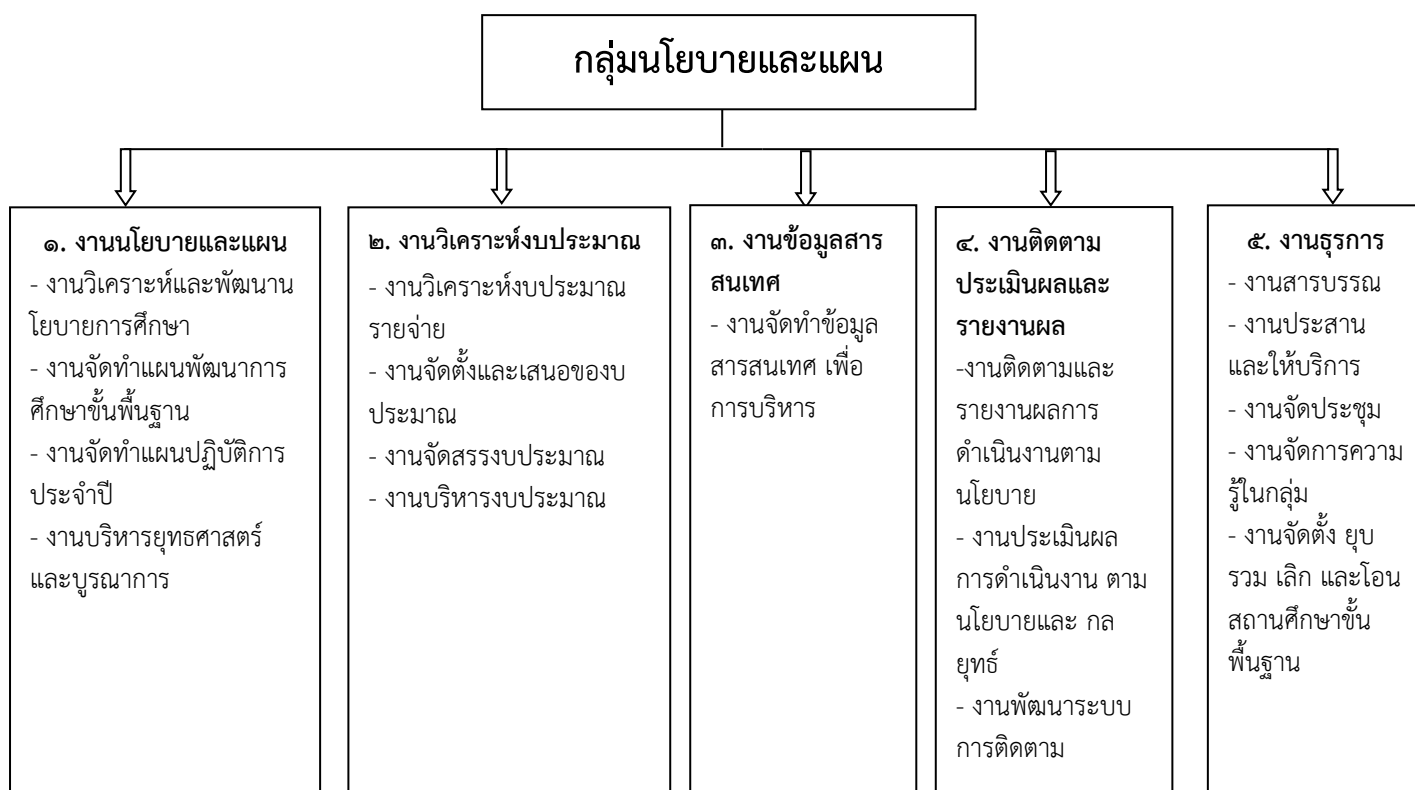 กลุ่มนโยบายและแผน
๑. งานนโยบายและแผน
- งานวิเคราะห์และพัฒนาน
โยบายการศึกษา
- งานจัดทำแผนพัฒนาการ
ศึกษาขั้นพื้นฐาน
- งานจัดทำแผนปฏิบัติการ
ประจำปี
- งานบริหารยุทธศาสตร์
และบูรณาการ
๒. งานวิเคราะห์งบประมาณ
- งานวิเคราะห์งบประมาณ
รายจ่าย
- งานจัดตั้งและเสนอของบ
ประมาณ
- งานจัดสรรงบประมาณ
- งานบริหารงบประมาณ
๓. งานข้อมูลสาร
สนเทศ
- งานจัดทำข้อมูล
สารสนเทศ เพื่อ
การบริหาร
๔. งานติดตาม
ประเมินผลและ
รายงานผล
-งานติดตามและ
รายงานผลการ
ดำเนินงานตาม
นโยบาย
- งานประเมินผล
การดำเนินงาน ตาม
นโยบายและ กล
ยุทธ์
- งานพัฒนาระบบ
การติดตาม
๕. งานธุรการ
- งานสารบรรณ
- งานประสาน
และให้บริการ
- งานจัดประชุม
- งานจัดการความ
รู้ในกลุ่ม
- งานจัดตั้ง ยุบ
รวม เลิก และโอน
สถานศึกษาขั้น
พื้นฐาน